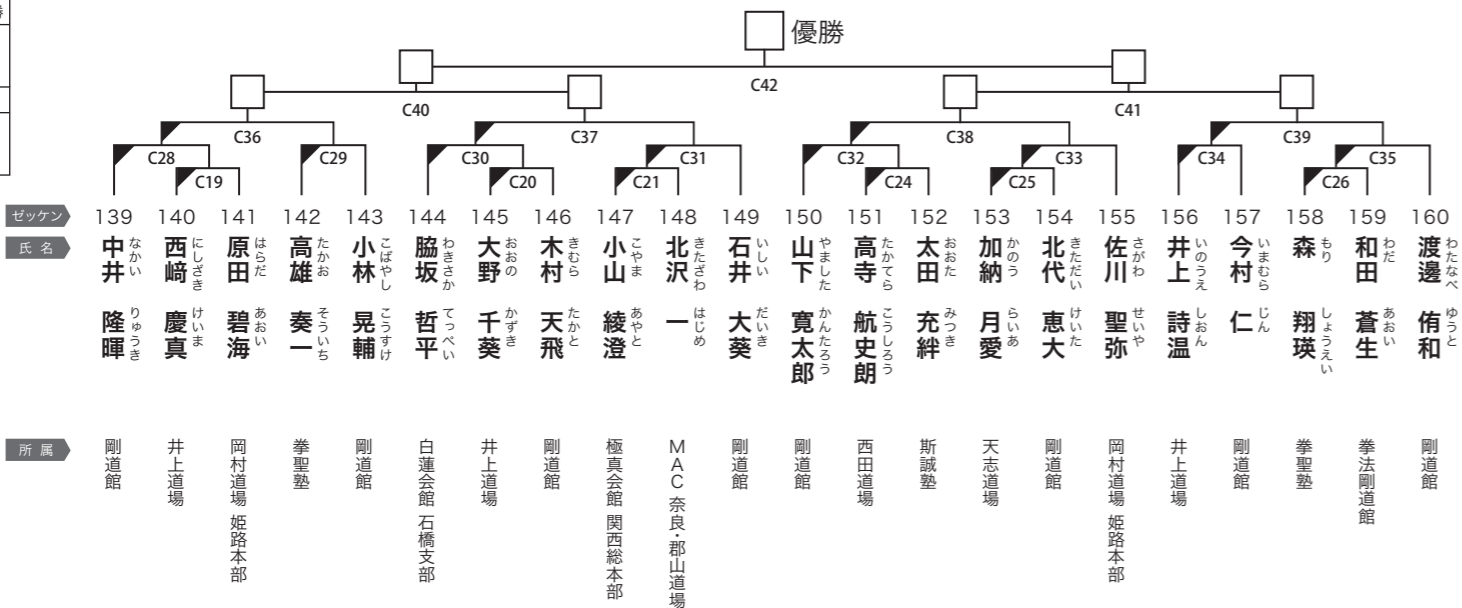 勝
優勝
C42
C40
C41
C36
C37
C38
C39
C28
C29
C30
C31
C32
C33
C34
C35
C19
C20
C21
C24
C25
C26
ゼッケン
139 140 141 142 143 144 145 146 147 148 149 150 151 152 153 154 155 156 157 158 159 160
氏名
中井 隆暉 なかい りゅうき
西﨑 慶真 にしざき けいま
原田 碧海 はらだ あおい
高雄 奏一 たかお そういち
小林 晃輔 こばやし こうすけ
脇坂 哲平 わきさか てっぺい
大野 千葵 おおの かずき
木村 天飛 きむら たかと
小山 綾澄 こやま あやと
北沢 一 きたざわ はじめ
石井 大葵 いしい だいき
山下 寛太郎 やました かんたろう
高寺 航史朗 たかてら こうしろう
太田 充絆 おおた みつき
加納 月愛 かのう らいあ
北代 恵大 きただい けいた
佐川 聖弥 さがわ せいや
井上 詩温 いのうえ しおん
今村 仁 いまむら じん
森 翔瑛 もり しょうえい
和田 蒼生 わだ あおい
渡邊 侑和 わたなべ ゆうと
所属
剛道館
井上道場
岡村道場 姫路本部
拳聖塾
剛道館
白蓮会館 石橋支部
井上道場
剛道館
極真会館 関西総本部
MAC 奈良・郡山道場
剛道館
剛道館
西田道場
斯誠塾
天志道場
剛道館
岡村道場 姫路本部
井上道場
剛道館
拳聖塾
拳法剛道館
剛道館